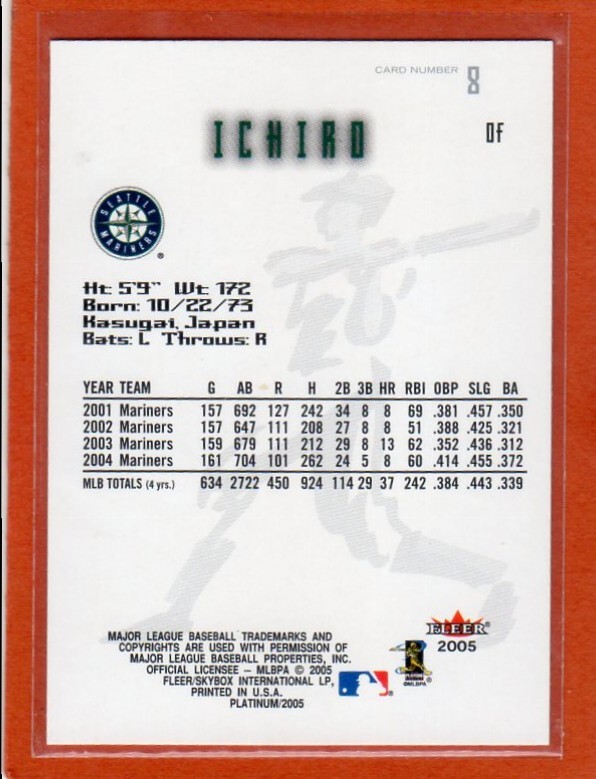 CARD NUMBER 8
ICHIRO
OF
SEATTLE
MARINERS
®
Ht: 5'9" Wt: 172
Born: 10/22/73
Kasugai, Japan
Bats: L Throws: R
YEAR TEAM G AB R H 2B 3B HR RBI OBP SLG BA
2001 Mariners 157 692 127 242 34 8 8 69 .381 .457 .350
2002 Mariners 157 647 111 208 27 8 8 51 .388 .425 .321
2003 Mariners 159 679 111 212 29 8 13 62 .352 .436 .312
2004 Mariners 161 704 101 262 24 5 8 60 .414 .455 .372
MLB TOTALS (4 yrs.) 634 2722 450 924 114 29 37 242 .384 .443 .339
MAJOR LEAGUE BASEBALL TRADEMARKS AND
COPYRIGHTS ARE USED WITH PERMISSION OF
MAJOR LEAGUE BASEBALL PROPERTIES, INC.
OFFICIAL LICENSEE – MLBPA © 2005
FLEER/SKYBOX INTERNATIONAL LP,
PRINTED IN U.S.A.
PLATINUM/2005
FLEER
2005
©MLBPA